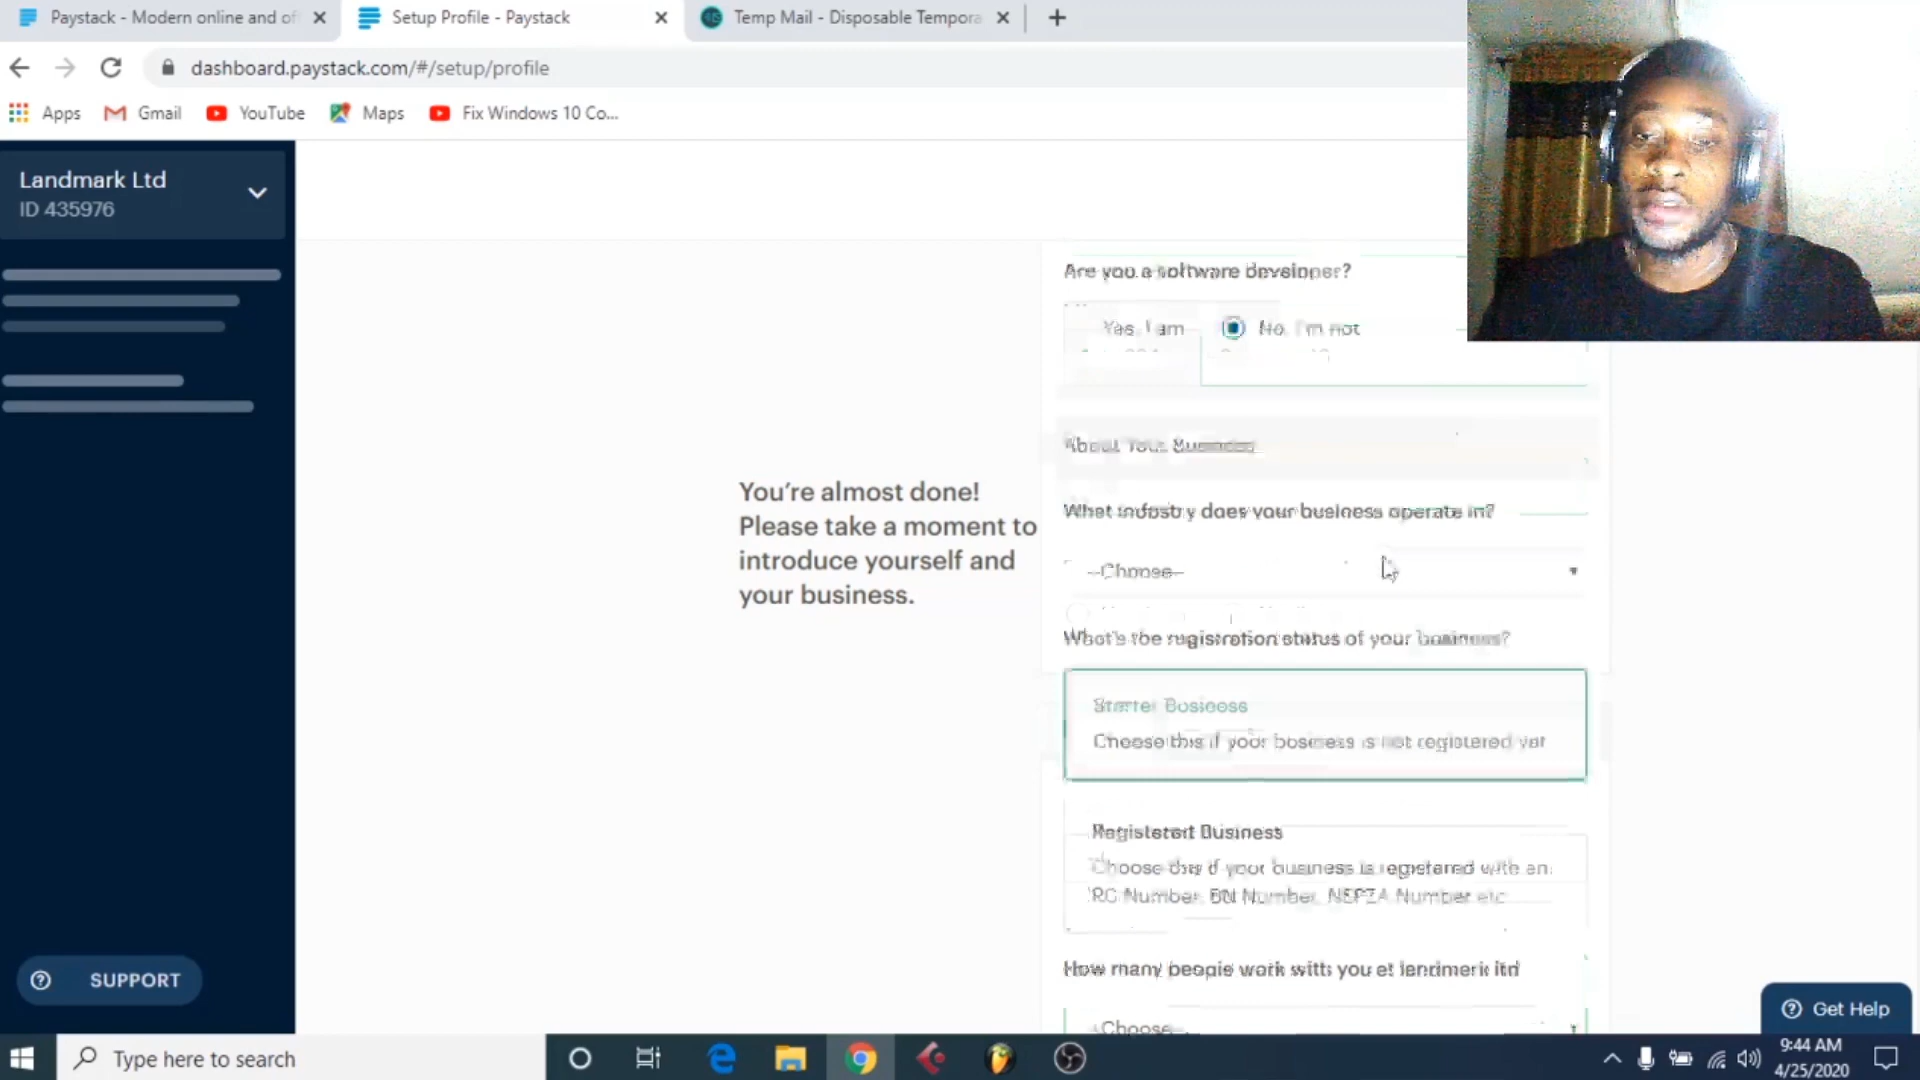 Paystack - Modern online and of
Setup Profile - Paystack
Temp Mail - Disposable Tempora
dashboard.paystack.com/#/setup/profile
Apps
Gmail
YouTube
Maps
Fix Windows 10 Co...
Landmark Ltd
ID 435976
Are you a software developer?
Yes, I am
No, I'm not
About Your Business
What industry does your business operate in?
--Choose--
What's the registration status of your business?
You're almost done!
Please take a moment to
introduce yourself and
your business.
Starter Business
Choose this if your business is not registered yet
Registered Business
Choose this if your business is registered with an
RC Number, BN Number, NEPZA Number etc
How many people work with you at landmark ltd
--Choose--
SUPPORT
Get Help
Type here to search
9:44 AM
4/25/2020